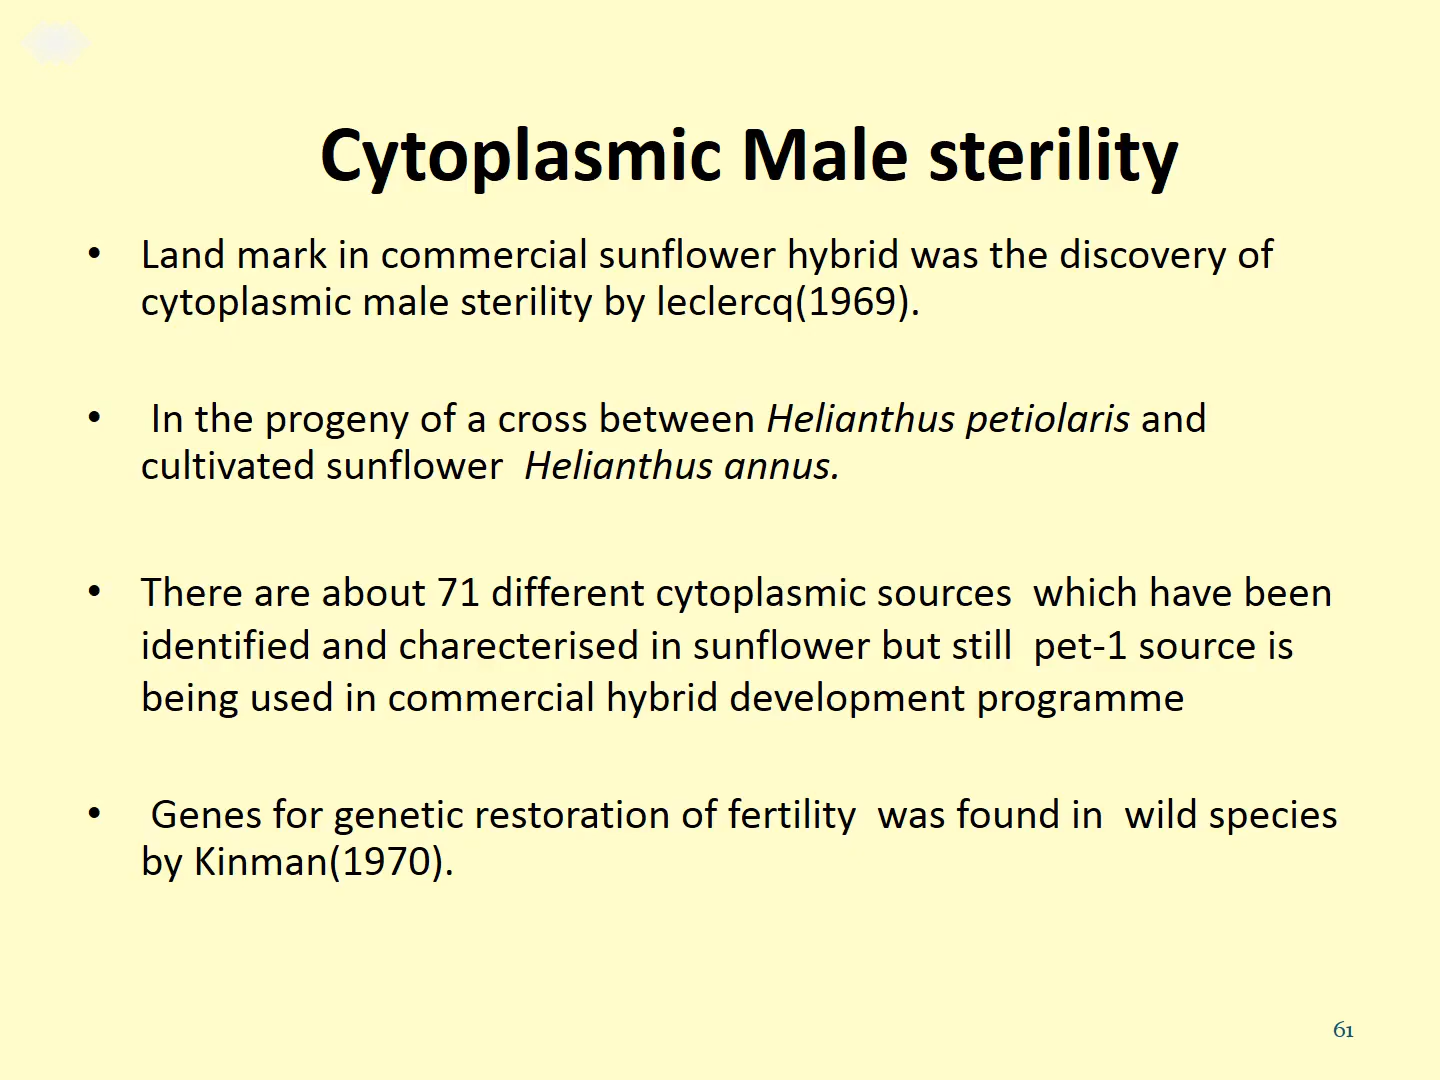 Cytoplasmic Male sterility
• Land mark in commercial sunflower hybrid was the discovery of
cytoplasmic male sterility by leclercq(1969).
• In the progeny of a cross between Helianthus petiolaris and
cultivated sunflower Helianthus annus.
• There are about 71 different cytoplasmic sources which have been
identified and charecterised in sunflower but still pet-1 source is
being used in commercial hybrid development programme
• Genes for genetic restoration of fertility was found in wild species
by Kinman(1970).
61